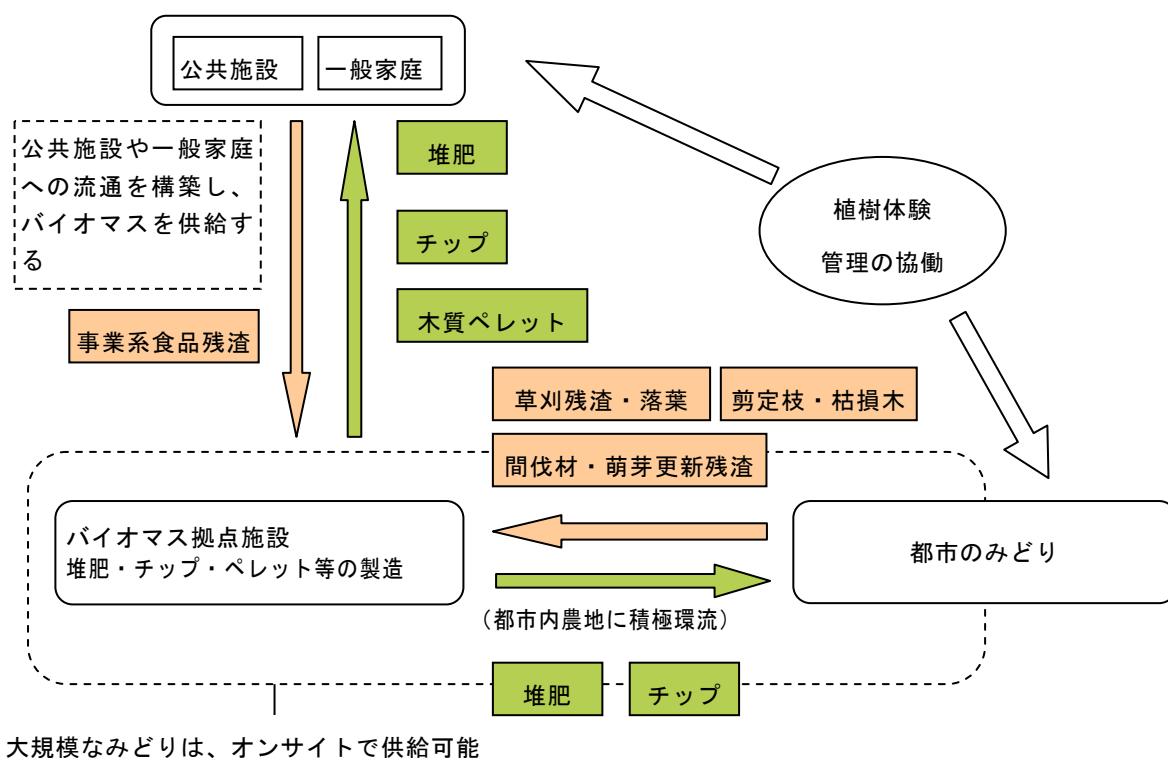 公共施設
一般家庭
公共施設や一般家庭
への流通を構築し、
バイオマスを供給す
る
堆肥
チップ
木質ペレット
植樹体験
管理の協働
事業系食品残渣
草刈残渣・落葉
剪定枝・枯損木
間伐材・萌芽更新残渣
バイオマス拠点施設
堆肥・チップ・ペレット等の製造
都市のみどり
（都市内農地に積極環流）
堆肥
チップ
大規模なみどりは、オンサイトで供給可能